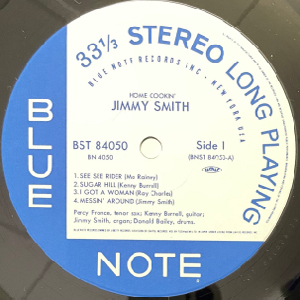 33⅓ STEREO LONG PLAYING
BLUE NOTE RECORDS INC · NEW YORK USA
HOME COOKIN'
JIMMY SMITH
BST 84050
BN 4050
Side 1
(BNST 84050-A)
1. SEE SEE RIDER (Ma Rainey)
2. SUGAR HILL (Kenny Burrell)
3. I GOT A WOMAN (Ray Charles)
4. MESSIN' AROUND (Jimmy Smith)
Percy France, tenor sax; Kenny Burrell, guitar;
Jimmy Smith, organ; Donald Bailey, drums.
BLUE
NOTE